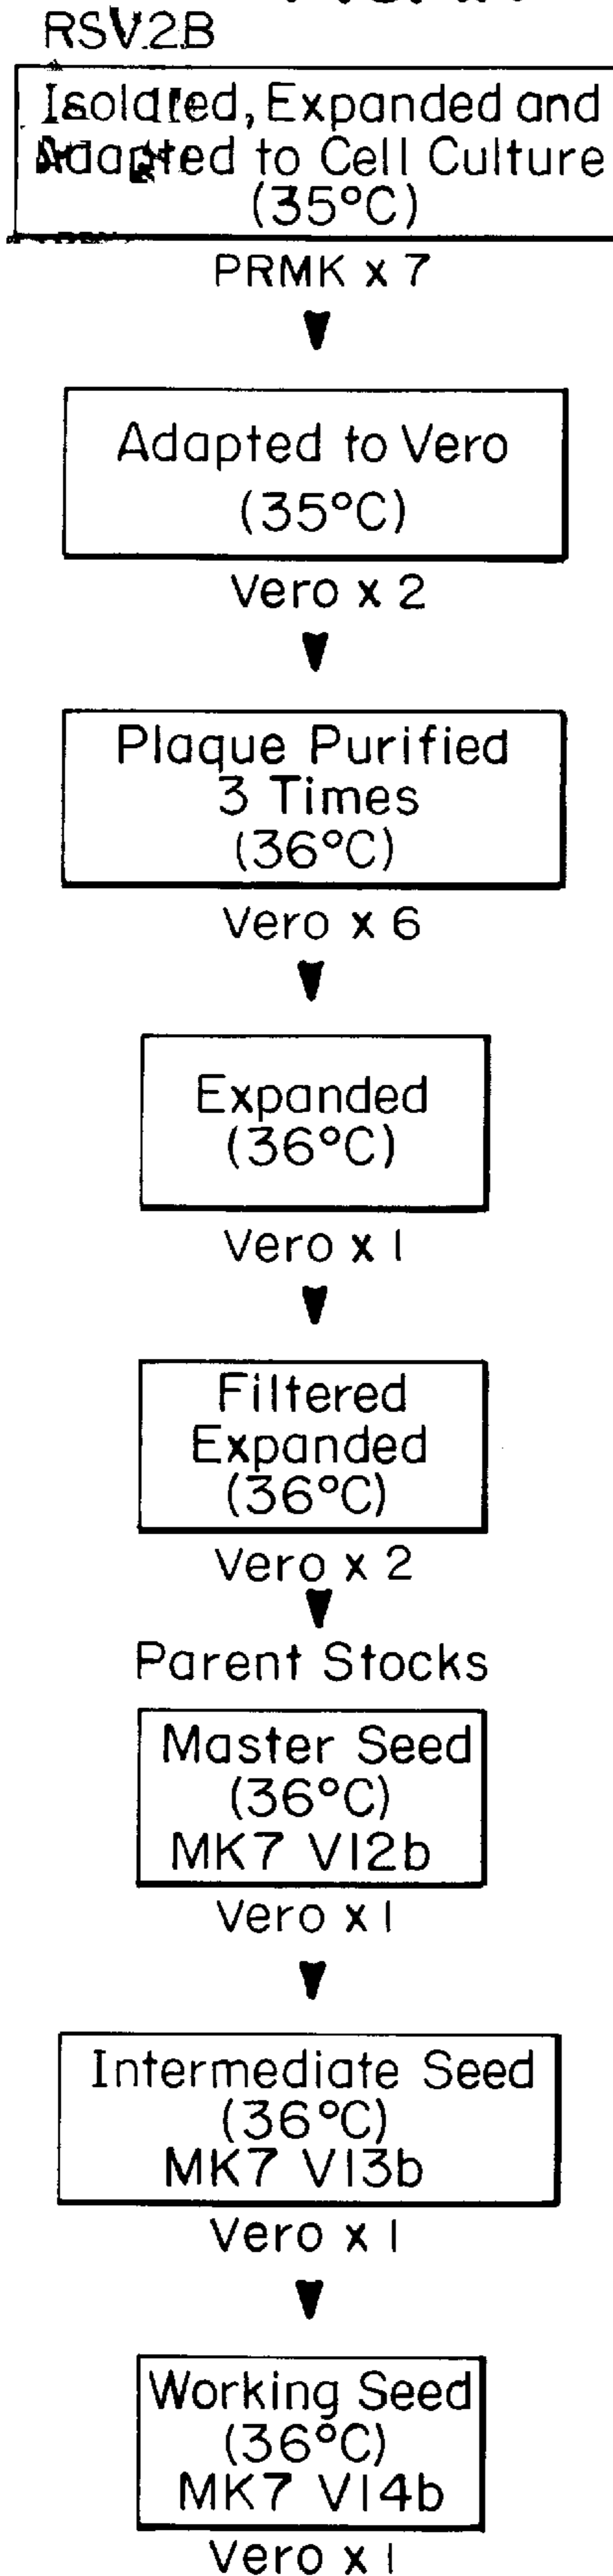 RSV2B
Isolated, Expanded and
Adapted to Cell Culture
(35°C)
PRMK x 7
Adapted to Vero
(35°C)
Vero x 2
Plaque Purified
3 Times
(36°C)
Vero x 6
Expanded
(36°C)
Vero x 1
Filtered
Expanded
(36°C)
Vero x 2
Parent Stocks
Master Seed
(36°C)
MK7 V12b
Vero x 1
Intermediate Seed
(36°C)
MK7 V13b
Vero x 1
Working Seed
(36°C)
MK7 V14b
Vero x 1